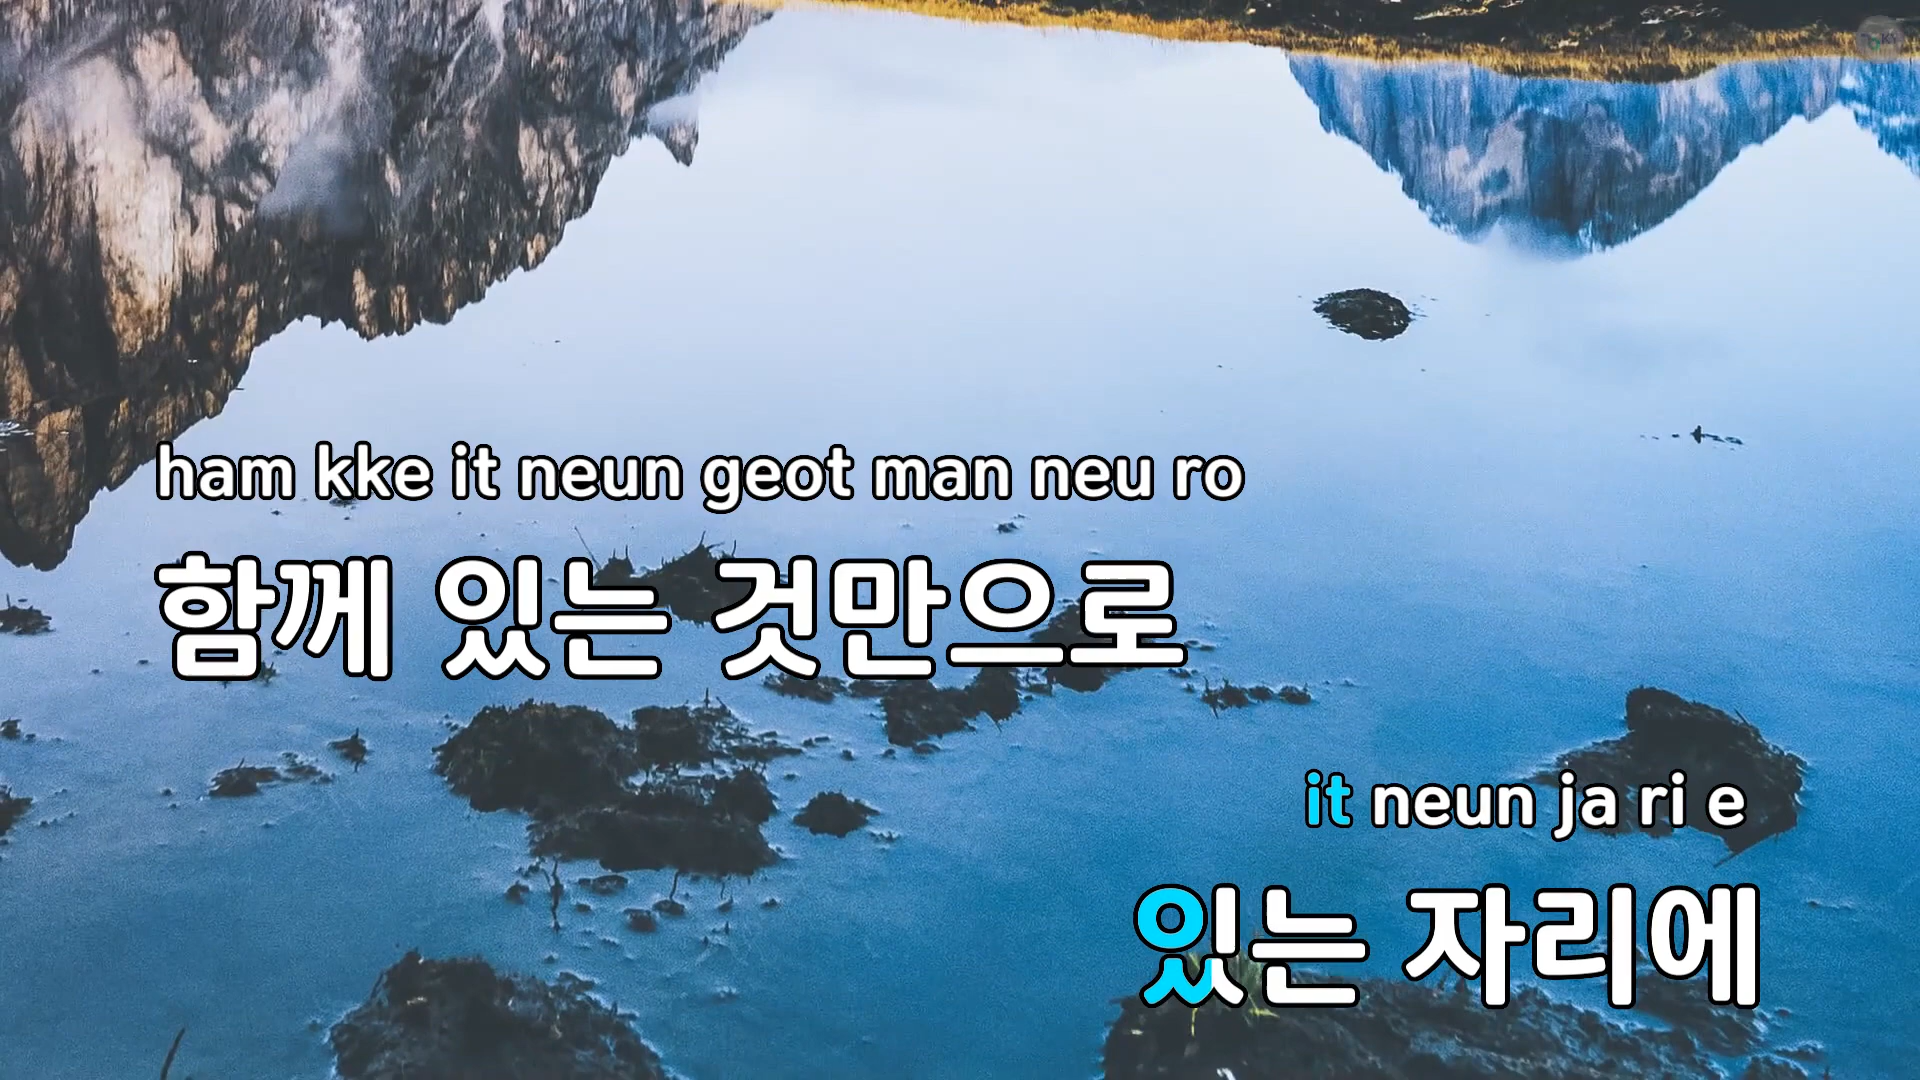 ham kke it neun geot man neu ro
함께 있는 것만으로
it neun ja ri e
있는 자리에